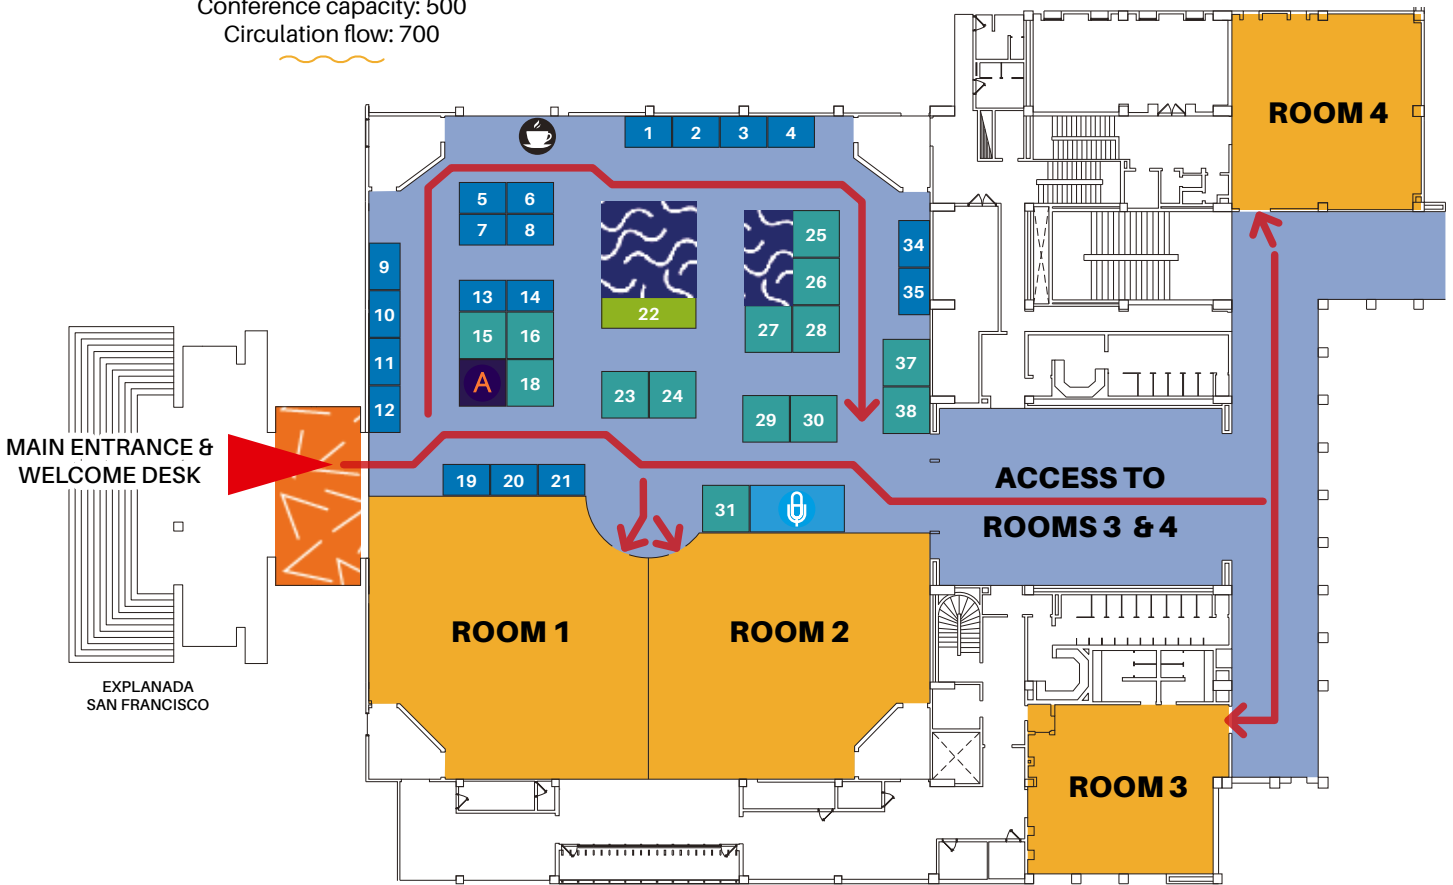 Conference capacity: 500
Circulation flow: 700
ROOM 4
1 2 3 4
5 6
7 8
25
34
9
26
35
13 14
10
22
27 28
15 16
11
37
A 18
23 24
12
38
29 30
MAIN ENTRANCE &
WELCOME DESK
ACCESS TO
ROOMS 3 & 4
19 20 21
31
ROOM 1
ROOM 2
EXPLANADA
SAN FRANCISCO
ROOM 3